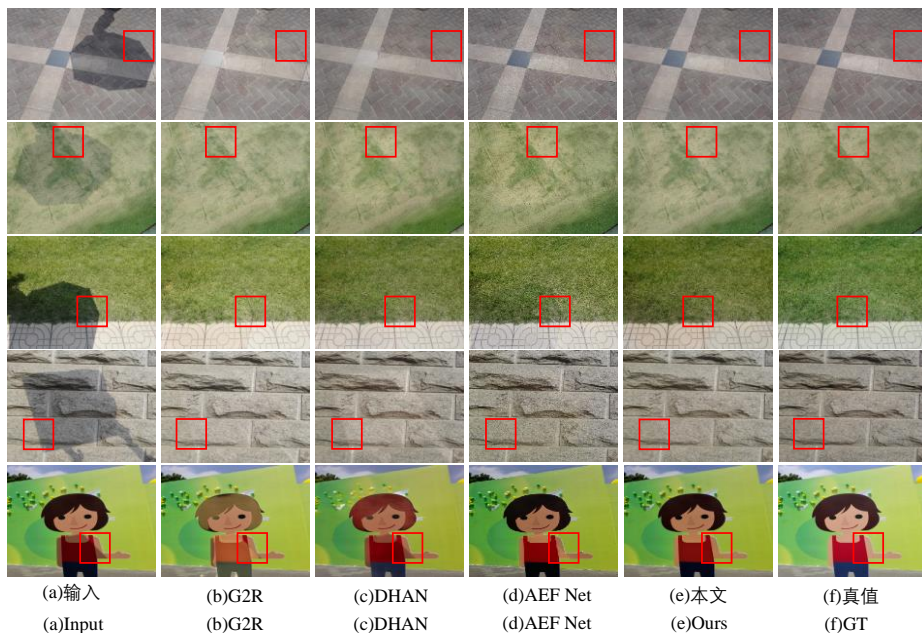 (a)输入 (b)G2R (c)DHAN (d)AEF Net (e)本文 (f)真值
(a)Input (b)G2R (c)DHAN (d)AEF Net (e)Ours (f)GT